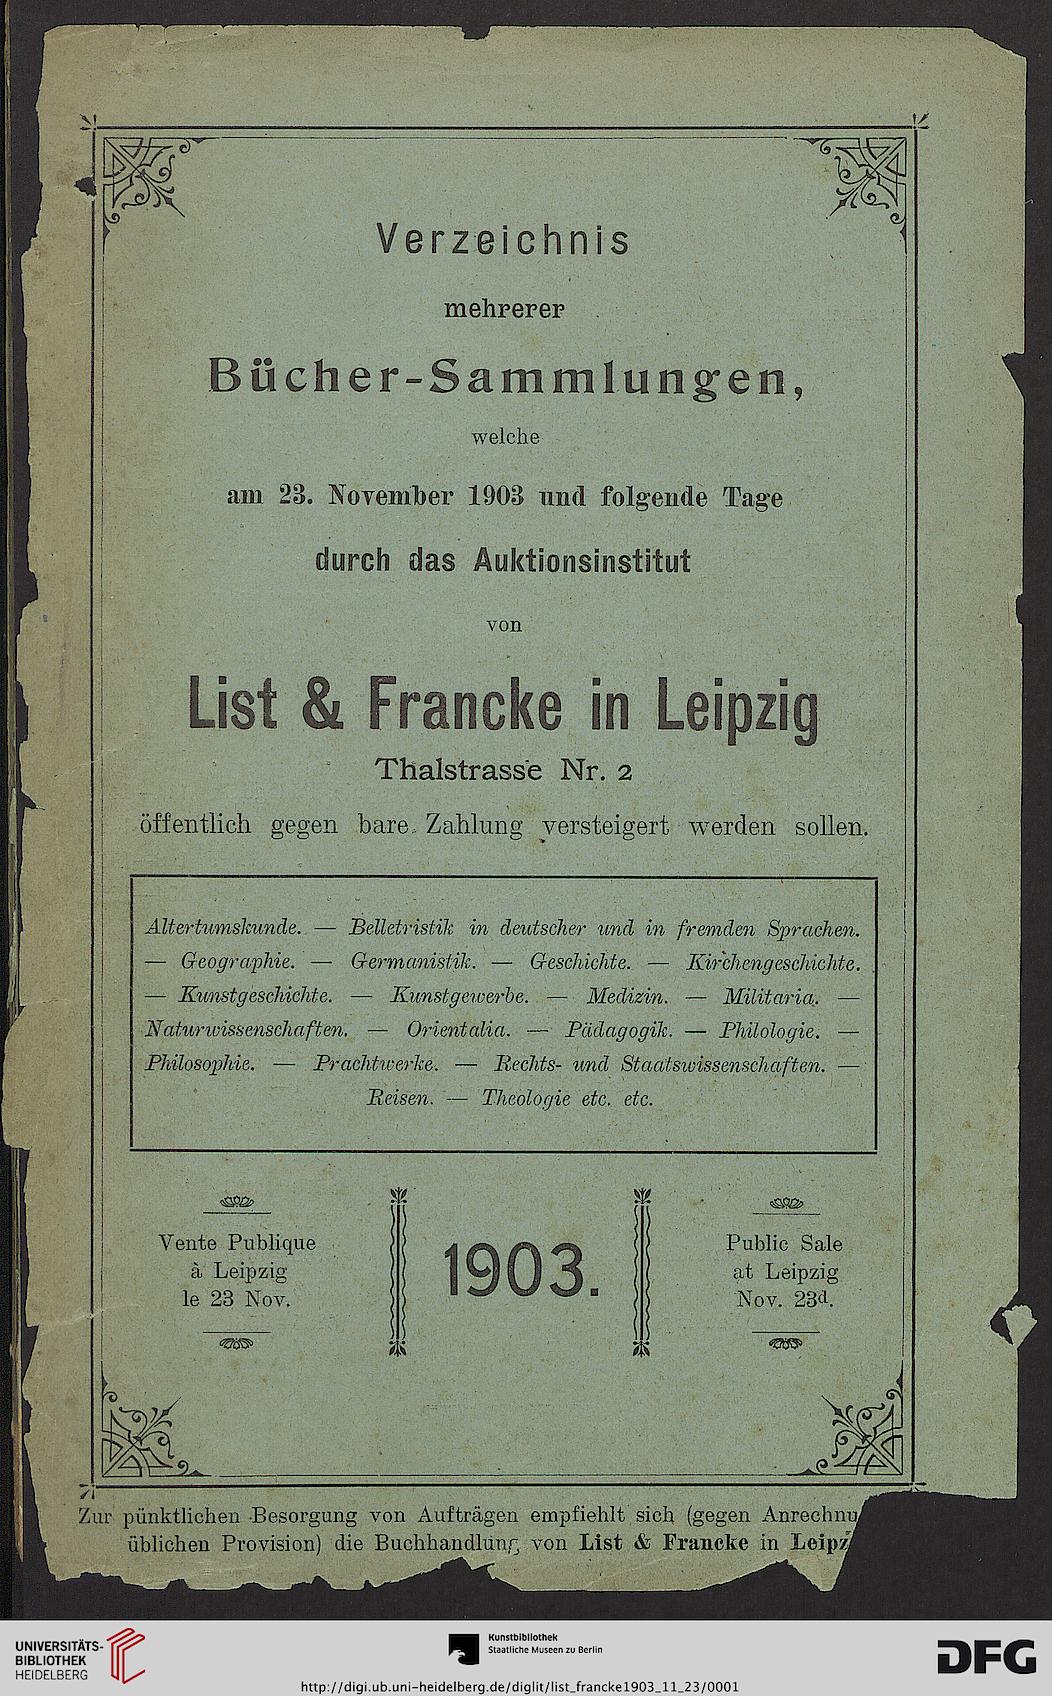 Verzeichnis
mehrerer
Bücher-Sammlungen,
welche
am 23. November 1903 und folgende Tage
durch das Auktionsinstitut
von
List & Francke in Leipzig
Thalstrasse Nr. 2
öffentlich gegen bare Zahlung versteigert werden sollen.
Altertumskunde. — Belletristik in deutscher und in fremden Sprachen.
— Geographie. — Germanistik. — Geschichte. — Kirchengeschichte.
— Kunstgeschichte. — Kunstgewerbe. — Medizin. — Militaria. —
Naturwissenschaften. — Orientalia. — Pädagogik. — Philologie. —
Philosophie. — Prachtwerke. — Rechts- und Staatswissenschaften. —
Reisen. — Theologie etc. etc.
Vente Publique
à Leipzig
le 23 Nov.
1903.
Public Sale
at Leipzig
Nov. 23d.
Zur pünktlichen Besorgung von Aufträgen empfiehlt sich (gegen Anrechnu
üblichen Provision) die Buchhandlung von List & Francke in Leipz
UNIVERSITÄTS-
BIBLIOTHEK
HEIDELBERG
Kunstbibliothek
Staatliche Museen zu Berlin
DFG
http://digi.ub.uni-heidelberg.de/diglit/list_francke1903_11_23/0001